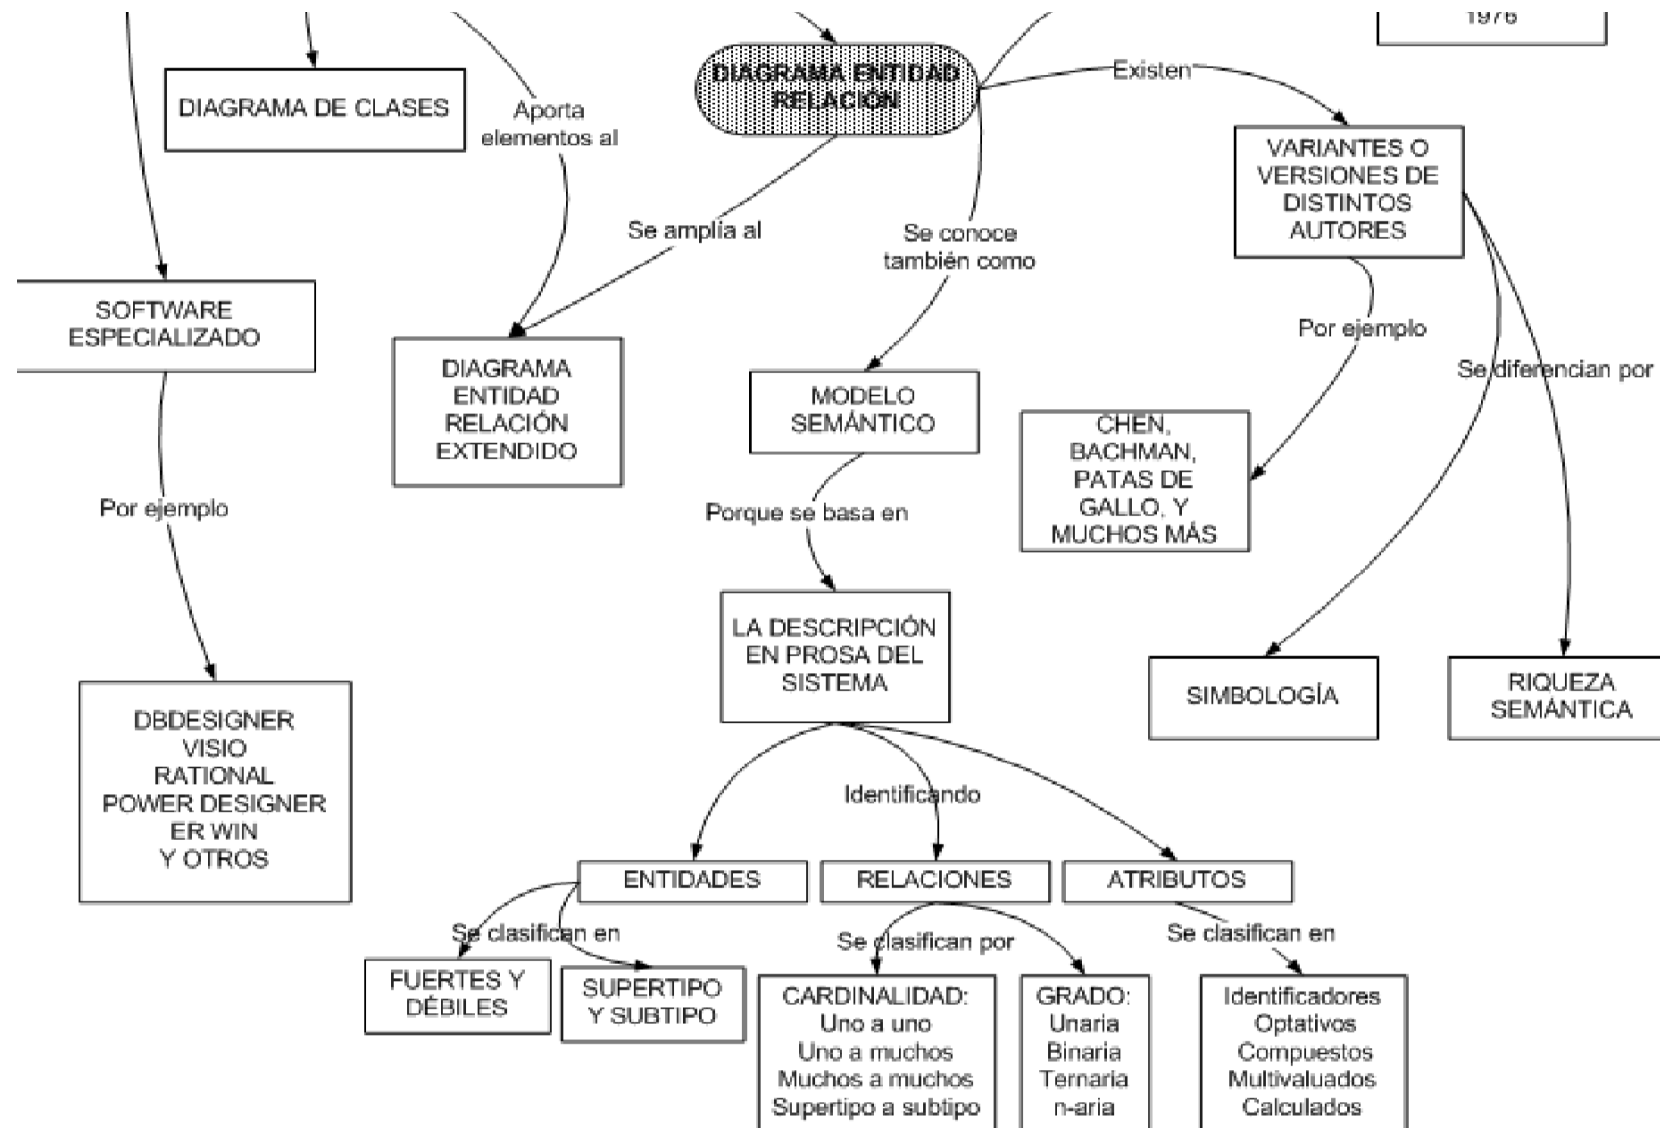 1976
DIAGRAMA ENTIDAD
RELACIÓN
Existen
DIAGRAMA DE CLASES
Aporta
elementos al
VARIANTES O
VERSIONES DE
DISTINTOS
AUTORES
Se amplía al
Se conoce
también como
SOFTWARE
ESPECIALIZADO
Por ejemplo
Se diferencian por
DIAGRAMA
ENTIDAD
RELACIÓN
EXTENDIDO
MODELO
SEMÁNTICO
CHEN,
BACHMAN,
PATAS DE
GALLO, Y
MUCHOS MÁS
Por ejemplo
Porque se basa en
LA DESCRIPCIÓN
EN PROSA DEL
SISTEMA
SIMBOLOGÍA
RIQUEZA
SEMÁNTICA
DBDESIGNER
VISIO
RATIONAL
POWER DESIGNER
ER WIN
Y OTROS
Identificando
ENTIDADES
RELACIONES
ATRIBUTOS
Se clasifican en
Se clasifican por
Se clasifican en
FUERTES Y
DÉBILES
SUPERTIPO
Y SUBTIPO
CARDINALIDAD:
Uno a uno
Uno a muchos
Muchos a muchos
Supertipo a subtipo
GRADO:
Unaria
Binaria
Ternaria
n-aria
Identificadores
Optativos
Compuestos
Multivaluados
Calculados